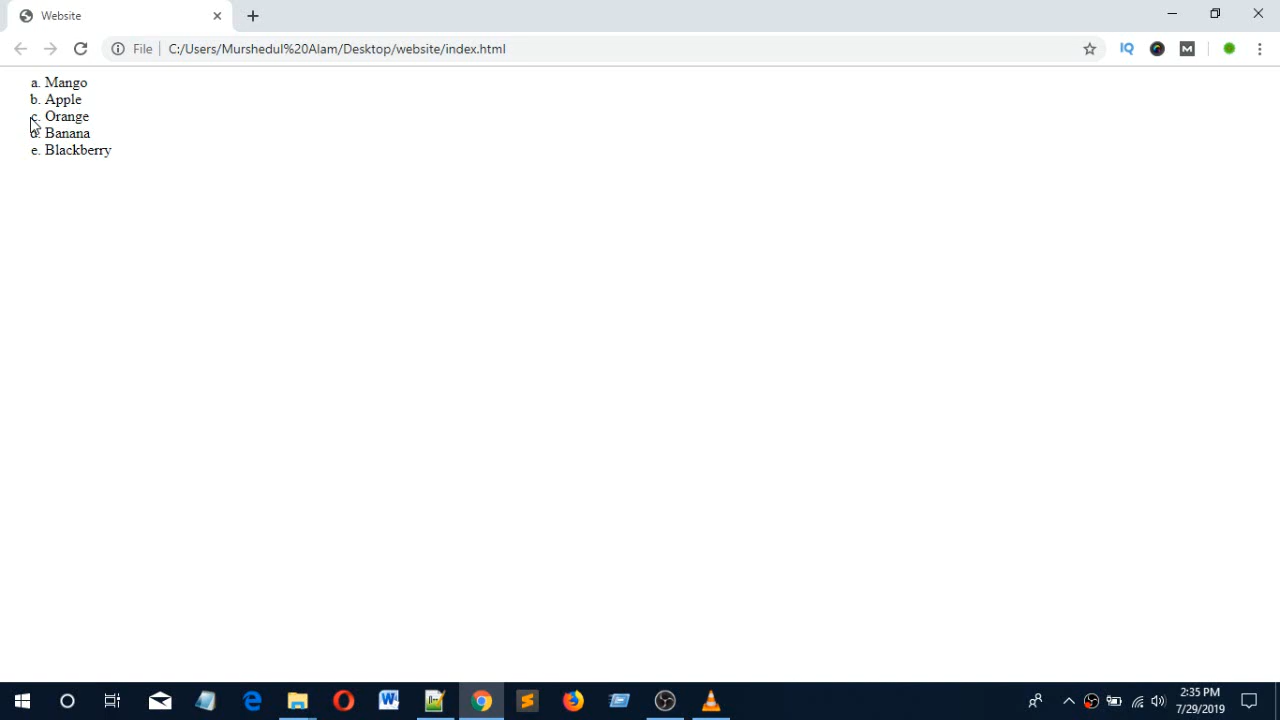 Website
File
C:/Users/Murshedul%20Alam/Desktop/website/index.html
IQ
M
a. Mango
b. Apple
c. Orange
d. Banana
e. Blackberry
2:35 PM
7/29/2019